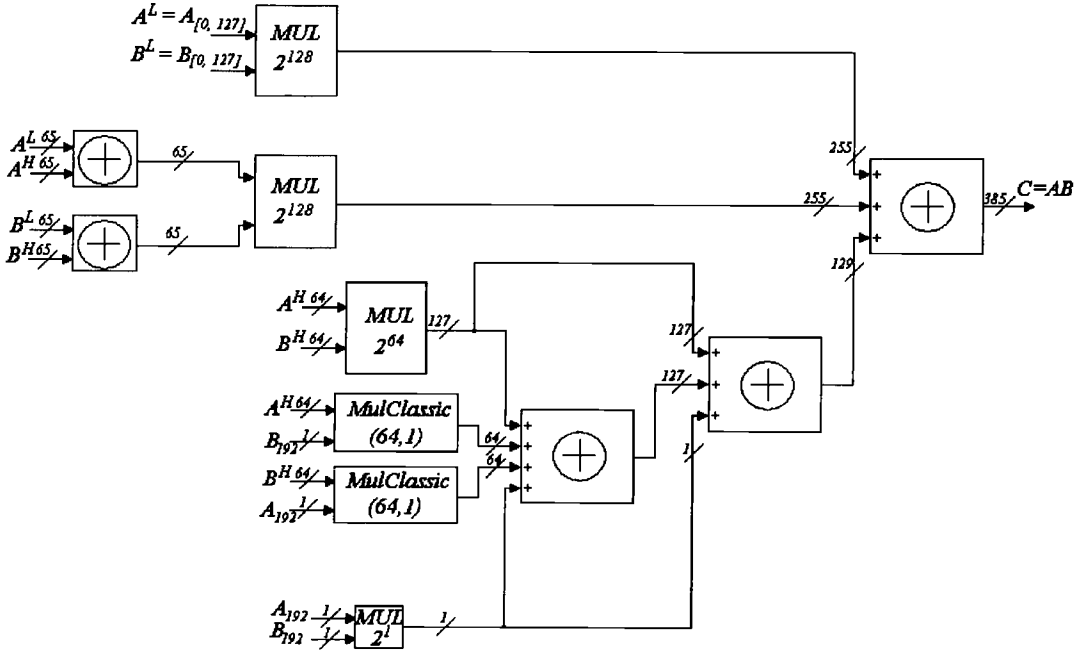 A^L = A_[0, 127]
B^L = B_[0, 127]
MUL
2^128
A^L 65
A^H 65
65
B^L 65
B^H 65
65
MUL
2^128
255
255
+
+
+
385
C=AB
129
A^H 64
B^H 64
MUL
2^64
127
127
+
+
+
127
A^H 64
B_192 1
MulClassic
(64,1)
64
B^H 64
A_192 1
MulClassic
(64,1)
64
+
+
+
+
1
A_192 1
B_192 1
MUL
2^1
1